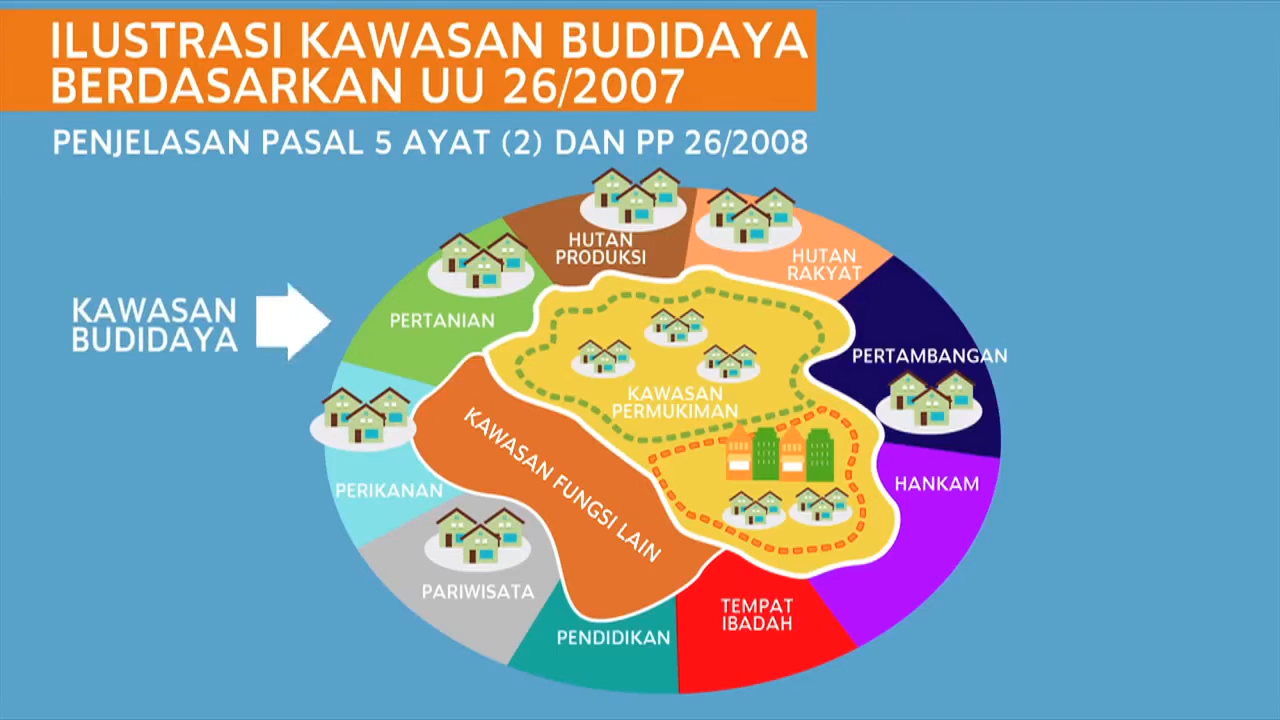 ILUSTRASI KAWASAN BUDIDAYA
BERDASARKAN UU 26/2007
PENJELASAN PASAL 5 AYAT (2) DAN PP 26/2008
KAWASAN
BUDIDAYA
HUTAN
PRODUKSI
HUTAN
RAKYAT
PERTANIAN
PERTAMBANGAN
KAWASAN
PERMUKIMAN
KAWASAN FUNGSI LAIN
PERIKANAN
HANKAM
PARIWISATA
PENDIDIKAN
TEMPAT
IBADAH